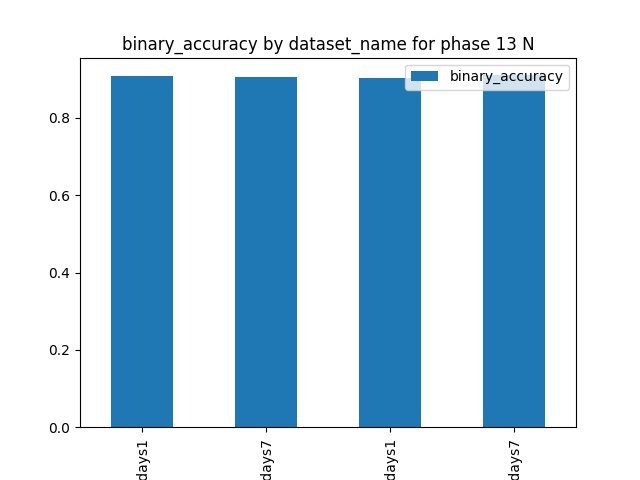 binary_accuracy by dataset_name for phase 13 N
binary_accuracy
0.8
0.6
0.4
0.2
0.0
days1
days7
days1
days7